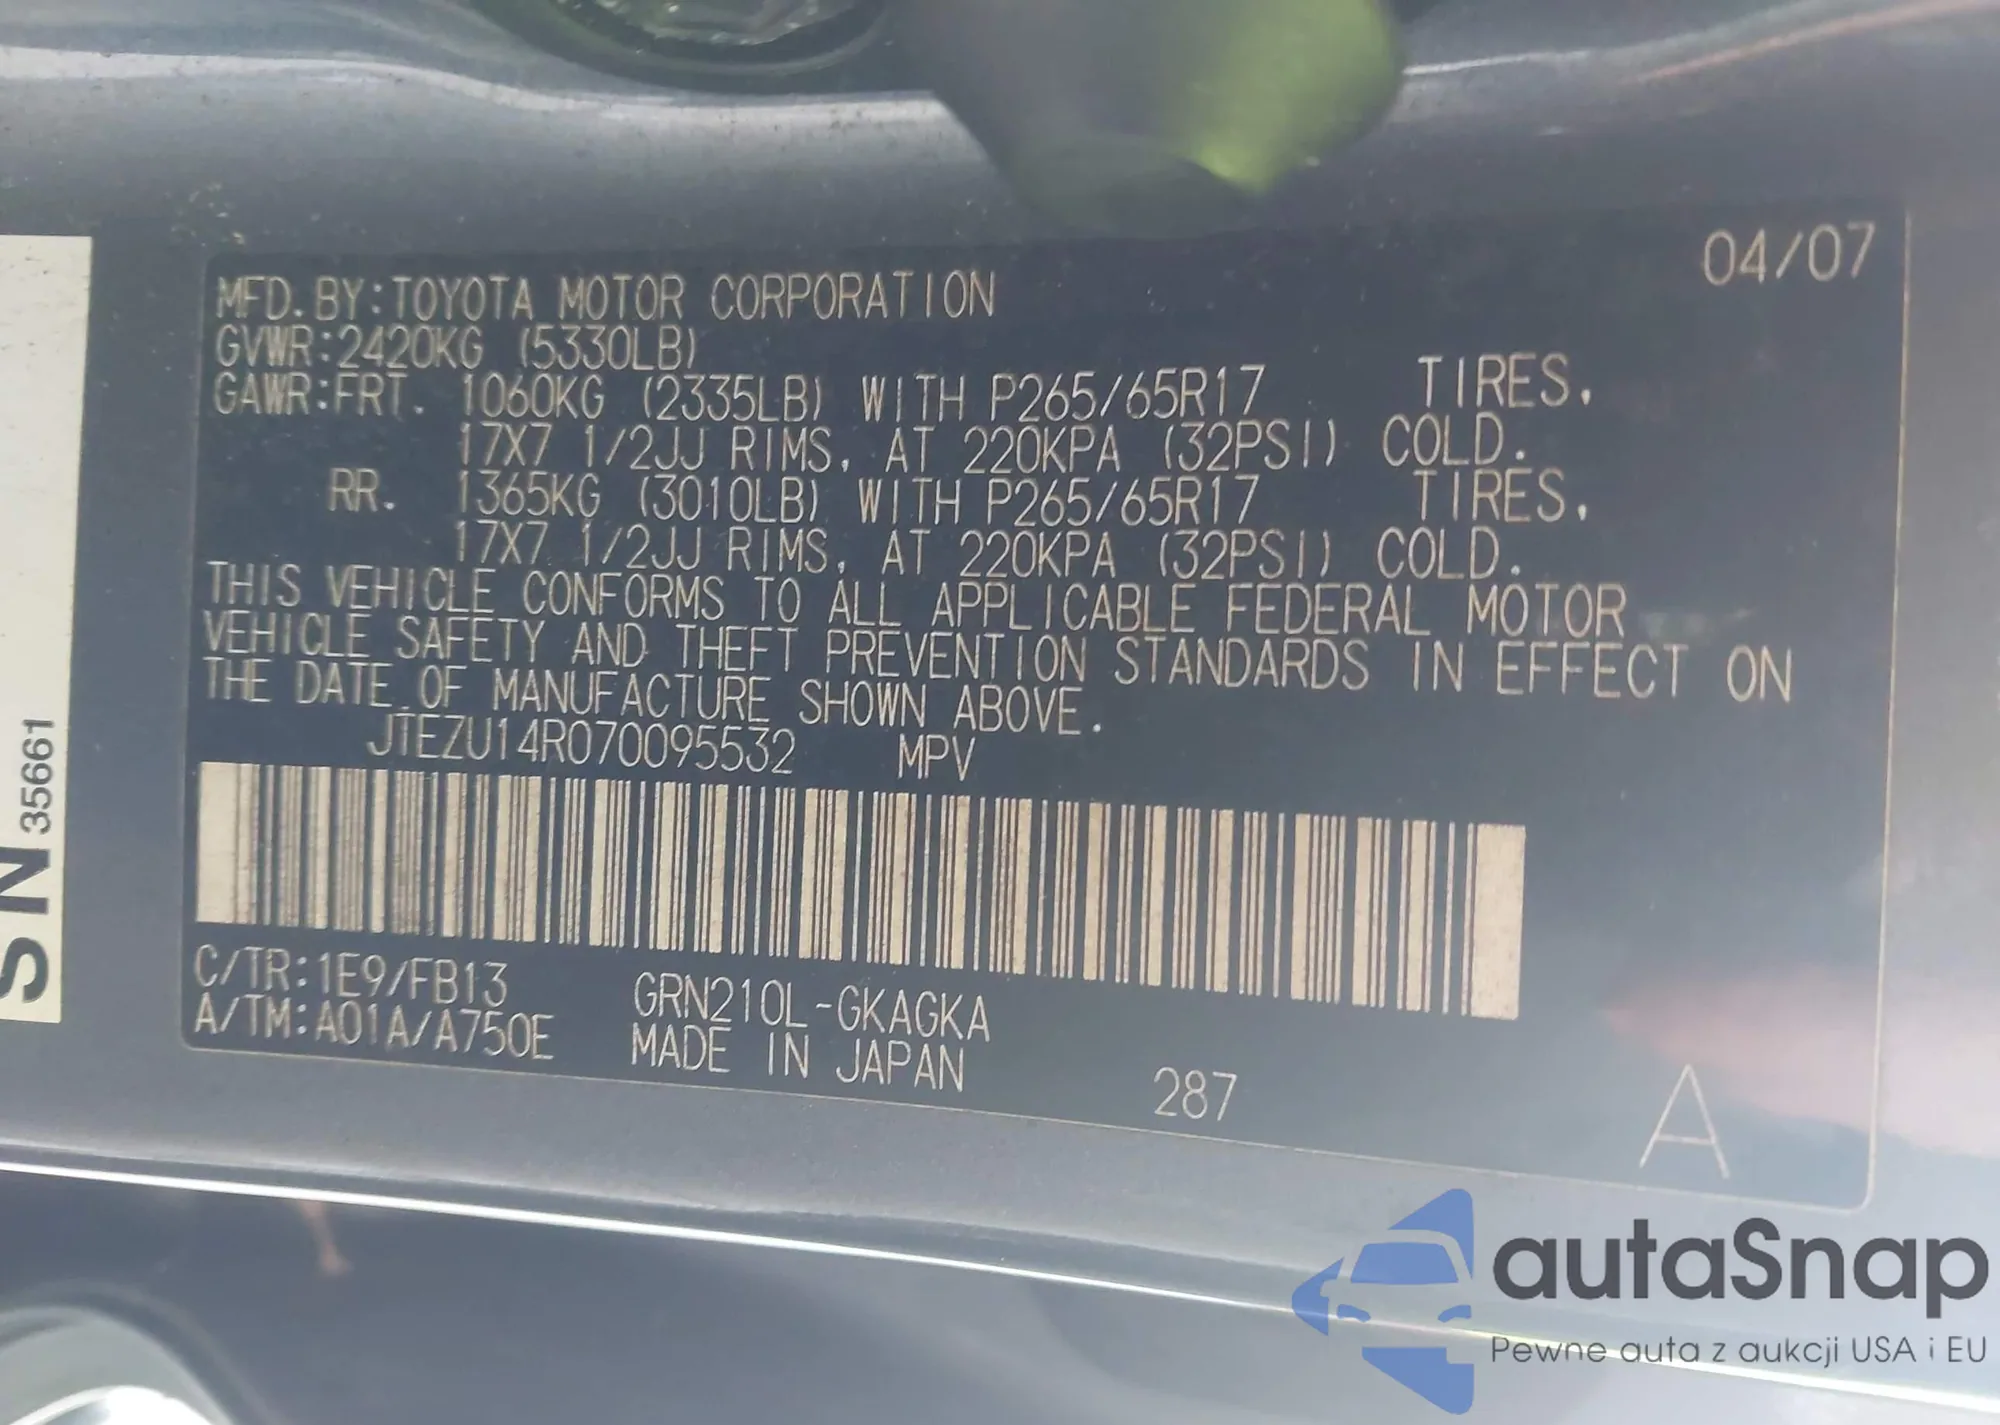 04/07
MFD.BY:TOYOTA MOTOR CORPORATION
GVWR:2420KG (5330LB)
GAWR:FRT. 1060KG (2335LB) WITH P265/65R17 TIRES,
17X7 1/2JJ RIMS, AT 220KPA (32PSI) COLD.
RR. 1365KG (3010LB) WITH P265/65R17 TIRES,
17X7 1/2JJ RIMS, AT 220KPA (32PSI) COLD.
THIS VEHICLE CONFORMS TO ALL APPLICABLE FEDERAL MOTOR
VEHICLE SAFETY AND THEFT PREVENTION STANDARDS IN EFFECT ON
THE DATE OF MANUFACTURE SHOWN ABOVE.
JTEZU14R070095532 MPV
C/TR:1E9/FB13 GRN210L-GKAGKA
A/TM:A01A/A750E MADE IN JAPAN
287
A
SN 35661
autaSnap
Pewne auta z aukcji USA i EU